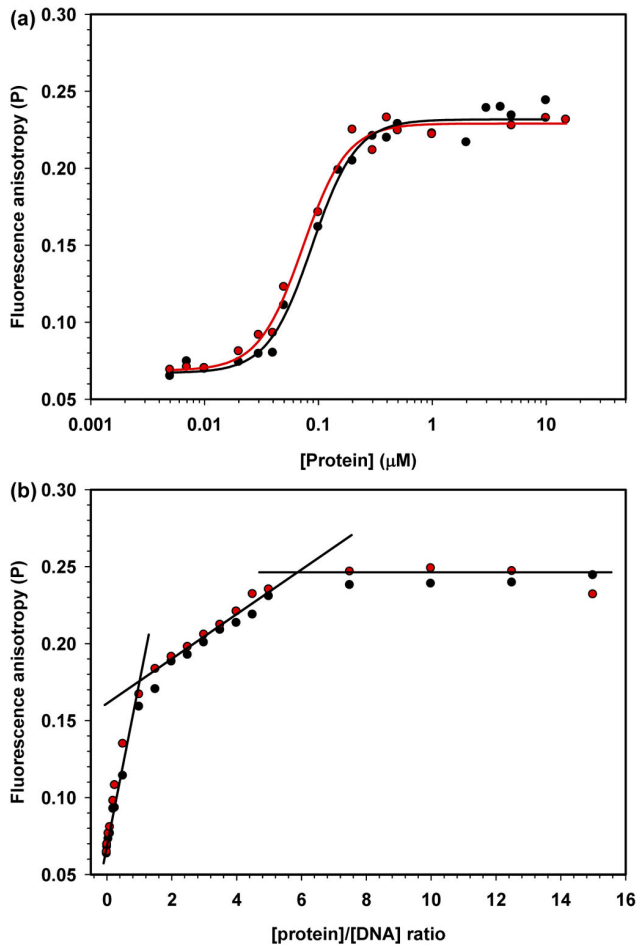 (a)
0.30
0.25
0.20
0.15
0.10
0.05
Fluorescence anisotropy (P)
0.001 0.01 0.1 1 10
[Protein] (μM)
(b)
0.30
0.25
0.20
0.15
0.10
0.05
Fluorescence anisotropy (P)
0 2 4 6 8 10 12 14 16
[protein]/[DNA] ratio